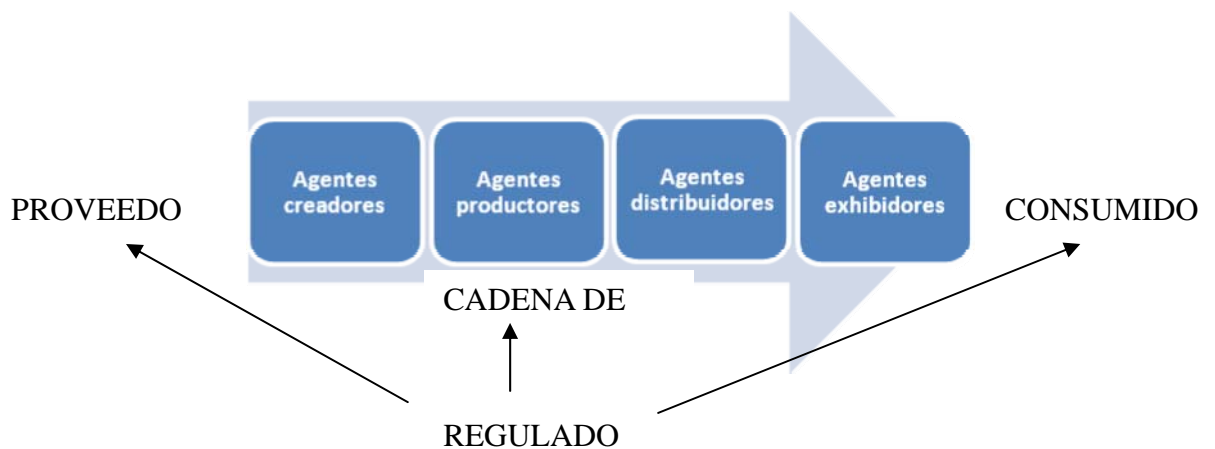 Agentes
creadores
Agentes
productores
Agentes
distribuidores
Agentes
exhibidores
PROVEEDO
CONSUMIDO
CADENA DE
REGULADO